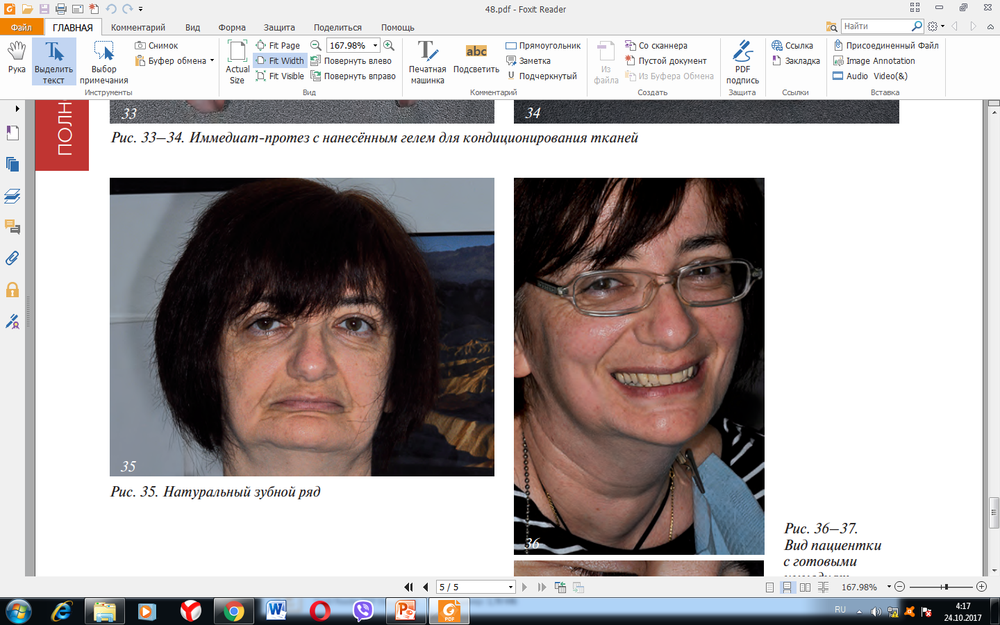 48.pdf - Foxit Reader
Файл ГЛАВНАЯ Комментарий Вид Форма Защита Поделиться Помощь
Найти
Рука
Выделить текст
Выбор примечания
Снимок
Буфер обмена
Инструменты
Actual Size
Fit Page
Fit Width
Fit Visible
167.98%
Повернуть влево
Повернуть вправо
Вид
Печатная машинка
abc
Подсветить
Прямоугольник
Заметка
Подчеркнутый
Комментарий
Из файла
Со сканера
Пустой документ
Из Буфера Обмена
Создать
PDF подпись
Защита
Ссылка
Закладка
Ссылки
Присоединенный Файл
Image Annotation
Audio Video(&)
Вставка
ПОЛН
33
34
Рис. 33–34. Иммедиат-протез с нанесённым гелем для кондиционирования тканей
35
Рис. 35. Натуральный зубной ряд
36
Рис. 36–37.
Вид пациентки
с готовыми
5 / 5
167.98%
RU
4:17
24.10.2017